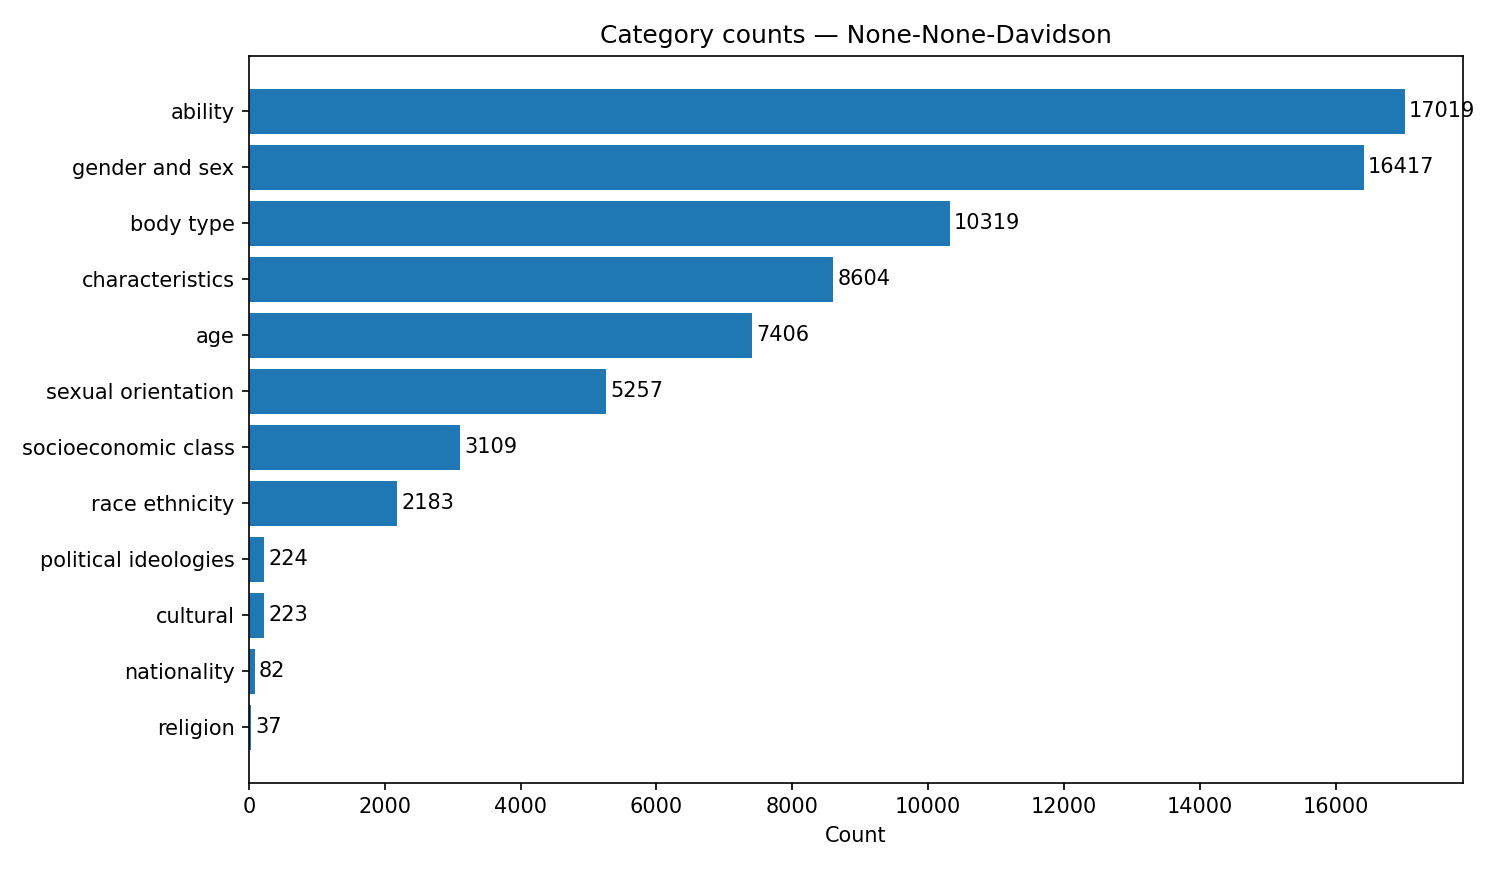 Category counts — None-None-Davidson
ability 17019
gender and sex 16417
body type 10319
characteristics 8604
age 7406
sexual orientation 5257
socioeconomic class 3109
race ethnicity 2183
political ideologies 224
cultural 223
nationality 82
religion 37
0 2000 4000 6000 8000 10000 12000 14000 16000
Count